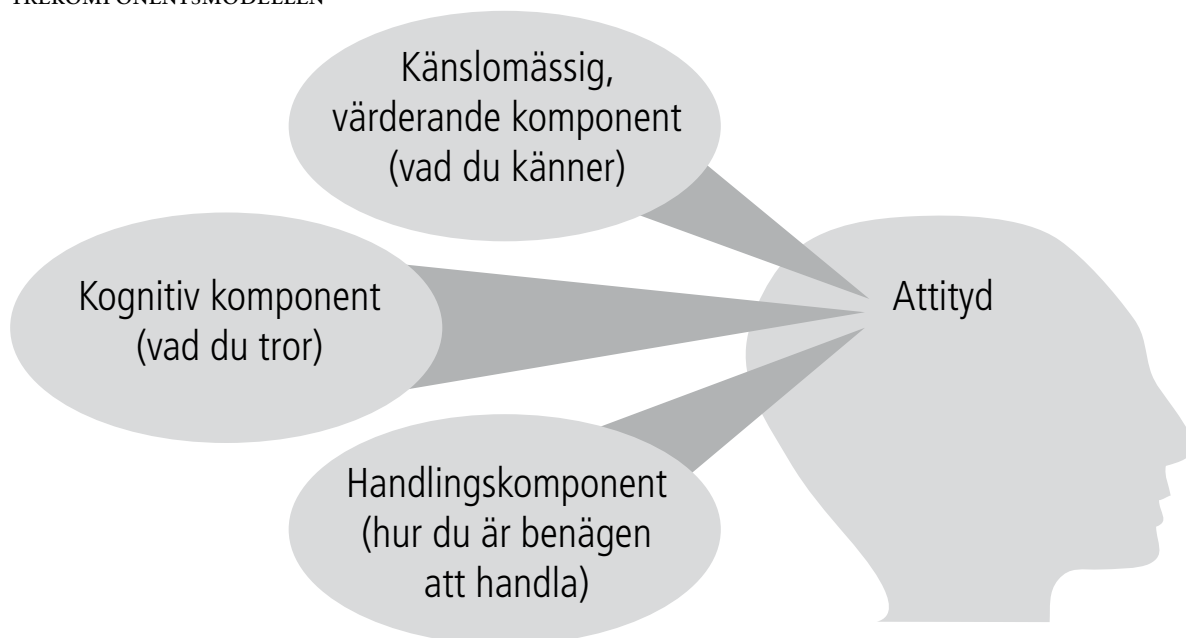 TREKOMPONENTSMODELLEN
Känslomässig,
värderande komponent
(vad du känner)
Kognitiv komponent
(vad du tror)
Attityd
Handlingskomponent
(hur du är benägen
att handla)